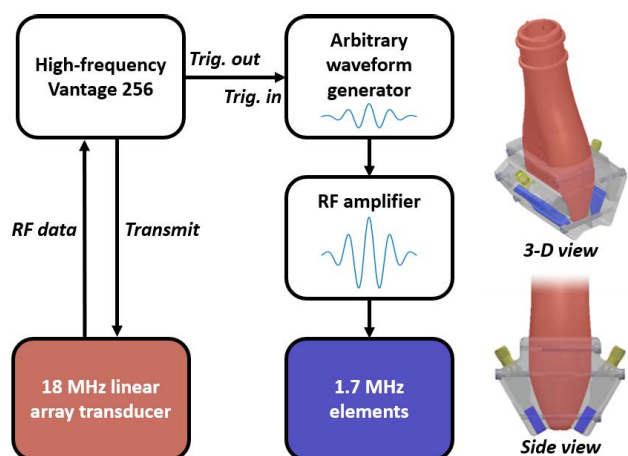 High-frequency
Vantage 256
Trig. out
Trig. in
Arbitrary
waveform
generator
RF data
Transmit
RF amplifier
18 MHz linear
array transducer
1.7 MHz
elements
3-D view
Side view